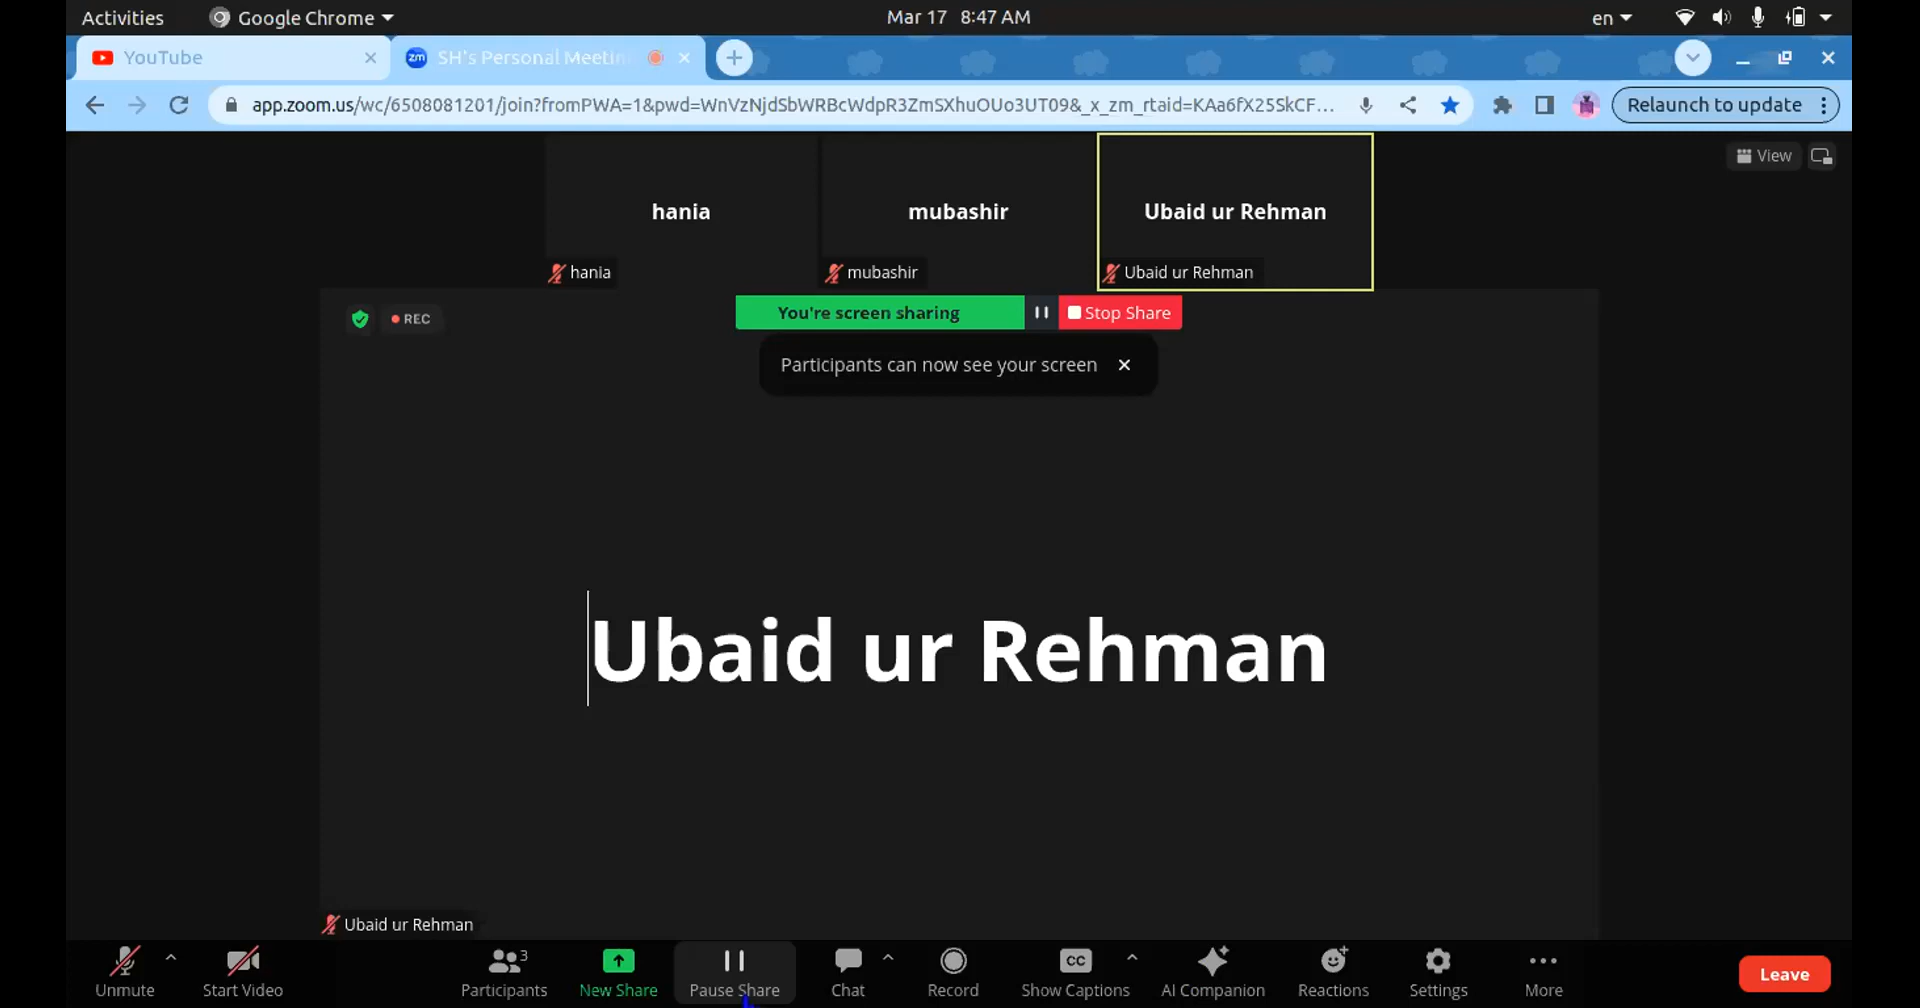 Activities Google Chrome Mar 17 8:47 AM en
YouTube SH's Personal Meetin
app.zoom.us/wc/6508081201/join?fromPWA=1&pwd=WnVzNjdSbWRBcWdpR3ZmSXhuOUo3UT09&_x_zm_rtaid=KAa6fX25SkCF... Relaunch to update
View
hania mubashir Ubaid ur Rehman
hania mubashir Ubaid ur Rehman
REC You're screen sharing Stop Share
Participants can now see your screen
Ubaid ur Rehman
Ubaid ur Rehman
3
CC
Unmute Start Video Participants New Share Pause Share Chat Record Show Captions AI Companion Reactions Settings More Leave